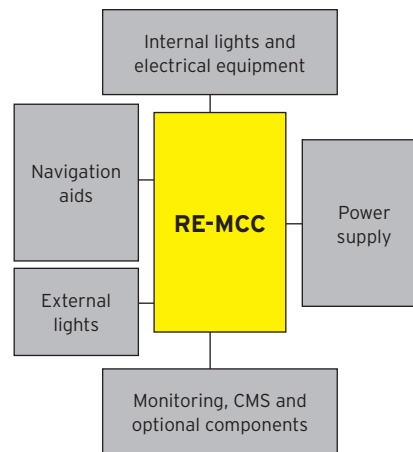 Internal lights and
electrical equipment
Navigation
aids
RE-MCC
Power
supply
External
lights
Monitoring, CMS and
optional components